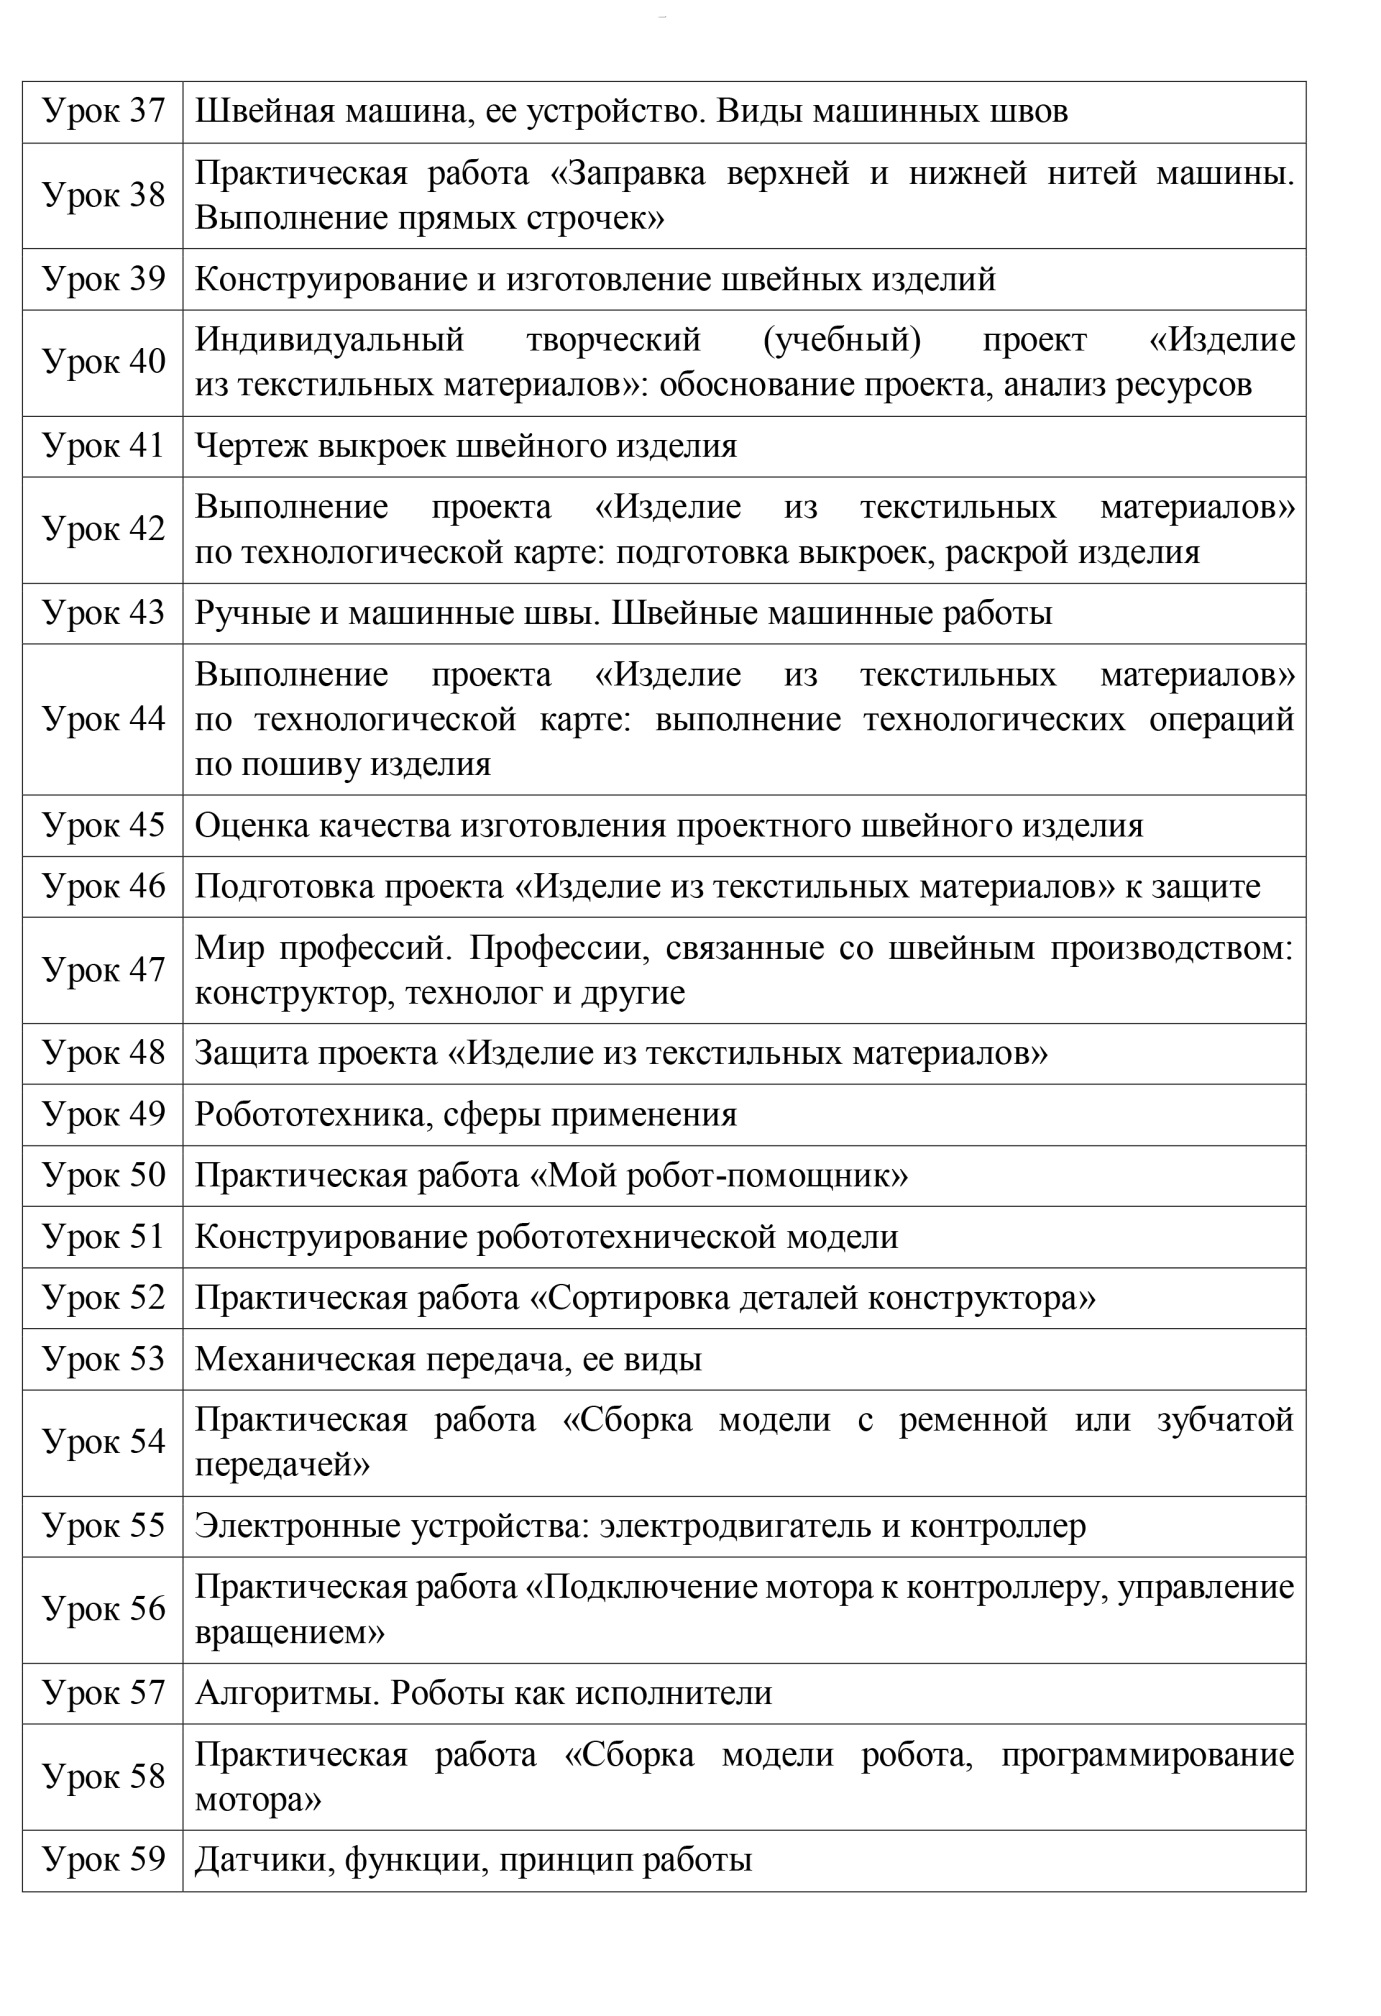 Урок 37 Швейная машина, ее устройство. Виды машинных швов
Урок 38 Практическая работа «Заправка верхней и нижней нитей машины.
Выполнение прямых строчек»
Урок 39 Конструирование и изготовление швейных изделий
Урок 40 Индивидуальный творческий (учебный) проект «Изделие
из текстильных материалов»: обоснование проекта, анализ ресурсов
Урок 41 Чертеж выкроек швейного изделия
Урок 42 Выполнение проекта «Изделие из текстильных материалов»
по технологической карте: подготовка выкроек, раскрой изделия
Урок 43 Ручные и машинные швы. Швейные машинные работы
Урок 44 Выполнение проекта «Изделие из текстильных материалов»
по технологической карте: выполнение технологических операций
по пошиву изделия
Урок 45 Оценка качества изготовления проектного швейного изделия
Урок 46 Подготовка проекта «Изделие из текстильных материалов» к защите
Урок 47 Мир профессий. Профессии, связанные со швейным производством:
конструктор, технолог и другие
Урок 48 Защита проекта «Изделие из текстильных материалов»
Урок 49 Робототехника, сферы применения
Урок 50 Практическая работа «Мой робот-помощник»
Урок 51 Конструирование робототехнической модели
Урок 52 Практическая работа «Сортировка деталей конструктора»
Урок 53 Механическая передача, ее виды
Урок 54 Практическая работа «Сборка модели с ременной или зубчатой
передачей»
Урок 55 Электронные устройства: электродвигатель и контроллер
Урок 56 Практическая работа «Подключение мотора к контроллеру, управление
вращением»
Урок 57 Алгоритмы. Роботы как исполнители
Урок 58 Практическая работа «Сборка модели робота, программирование
мотора»
Урок 59 Датчики, функции, принцип работы